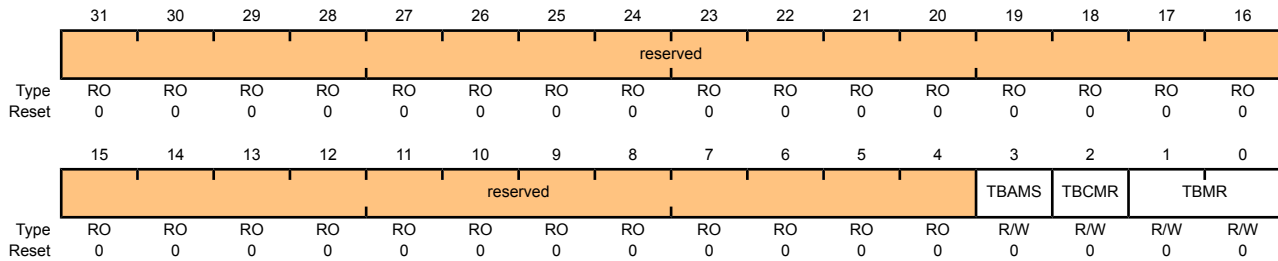 31 30 29 28 27 26 25 24 23 22 21 20 19 18 17 16
reserved
Type RO RO RO RO RO RO RO RO RO RO RO RO RO RO RO RO
Reset 0 0 0 0 0 0 0 0 0 0 0 0 0 0 0 0
15 14 13 12 11 10 9 8 7 6 5 4 3 2 1 0
reserved TBAMS TBCMR TBMR
Type RO RO RO RO RO RO RO RO RO RO RO RO R/W R/W R/W R/W
Reset 0 0 0 0 0 0 0 0 0 0 0 0 0 0 0 0